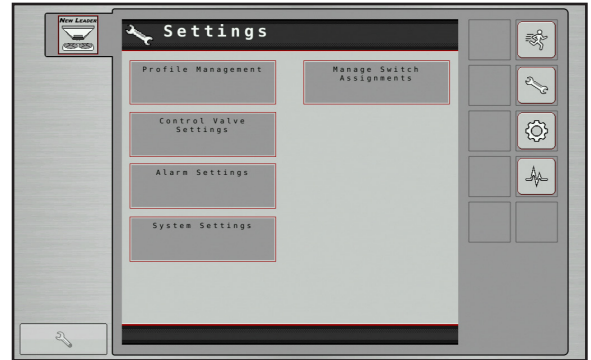 New Leader
Settings
Profile Management
Manage Switch
Assignments
Control Valve
Settings
Alarm Settings
System Settings